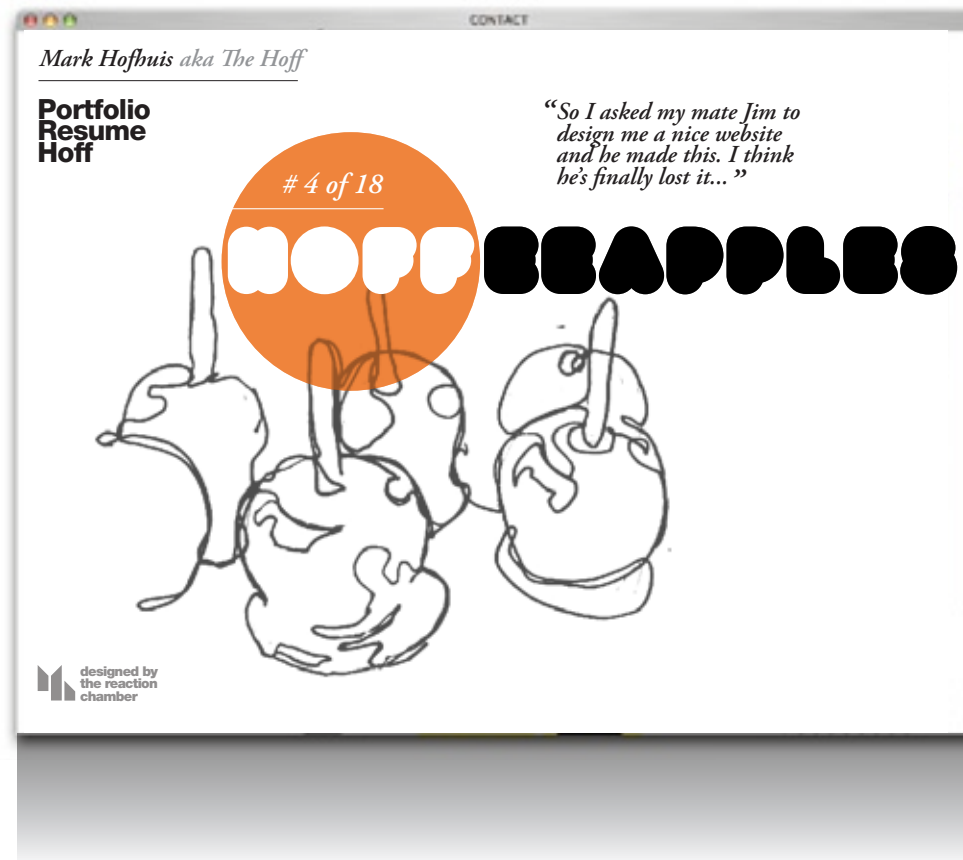 CONTACT
Mark Hofhuis aka The Hoff
Portfolio
Resume
Hoff
“So I asked my mate Jim to
design me a nice website
and he made this. I think
he’s finally lost it... ”
# 4 of 18
HOFFEEAPPLES
designed by
the reaction
chamber